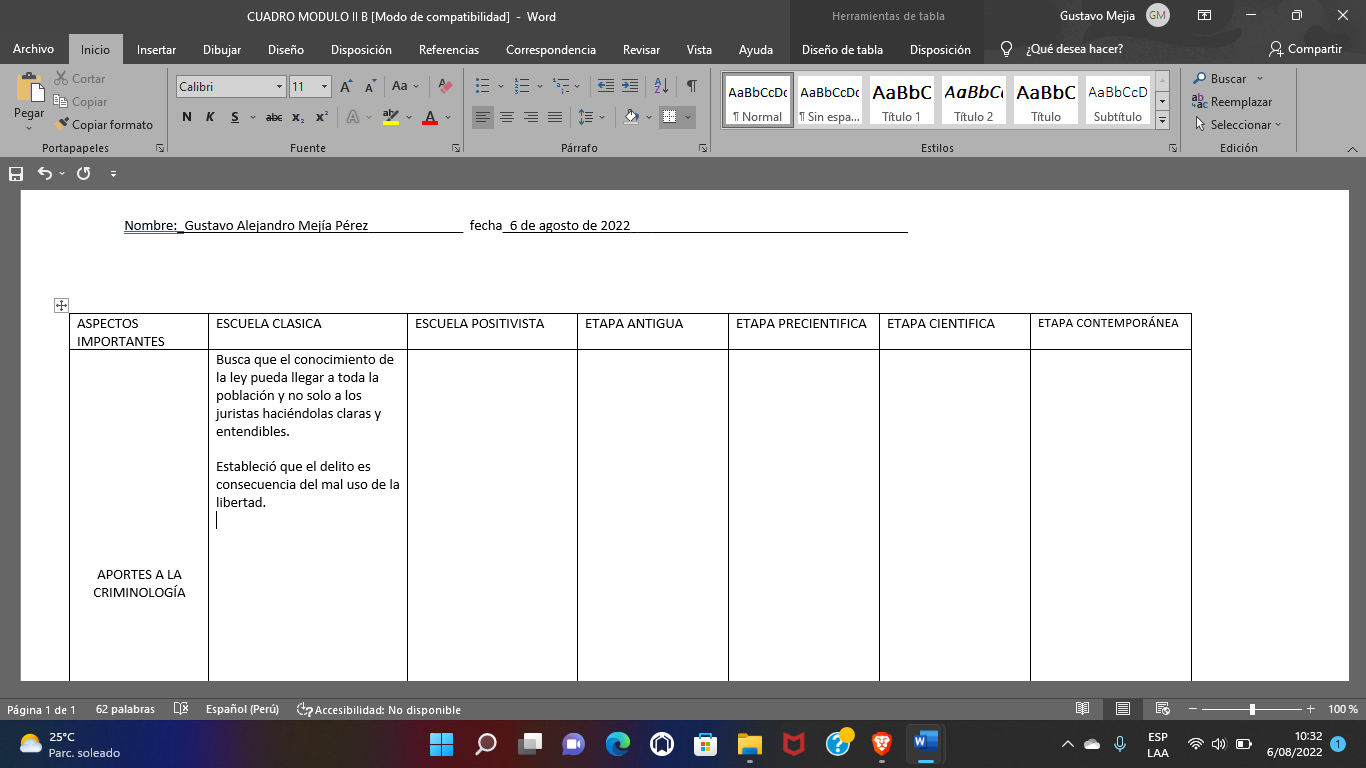 CUADRO MODULO II B [Modo de compatibilidad] - Word
Herramientas de tabla
Gustavo Mejia
GM
Archivo
Inicio
Insertar
Dibujar
Diseño
Disposición
Referencias
Correspondencia
Revisar
Vista
Ayuda
Diseño de tabla
Disposición
¿Qué desea hacer?
Compartir
Pegar
Cortar
Copiar
Copiar formato
Portapapeles
Calibri
11
A A Aa A
N K S abc x₂ x² A A
Fuente
Párrafo
AaBbCcDc
¶ Normal
AaBbCcDc
¶ Sin espa...
AaBbC
Título 1
AaBbCc
Título 2
AaBbC
Título
AaBbCcD
Subtítulo
Estilos
Buscar
Reemplazar
Seleccionar
Edición
Nombre:_Gustavo Alejandro Mejía Pérez fecha_6 de agosto de 2022
ASPECTOS
IMPORTANTES
ESCUELA CLASICA
ESCUELA POSITIVISTA
ETAPA ANTIGUA
ETAPA PRECIENTIFICA
ETAPA CIENTIFICA
ETAPA CONTEMPORÁNEA
Busca que el conocimiento de
la ley pueda llegar a toda la
población y no solo a los
juristas haciéndolas claras y
entendibles.
Estableció que el delito es
consecuencia del mal uso de la
libertad.
APORTES A LA
CRIMINOLOGÍA
Página 1 de 1
62 palabras
Español (Perú)
Accesibilidad: No disponible
100 %
25°C
Parc. soleado
ESP
LAA
10:32
6/08/2022
1